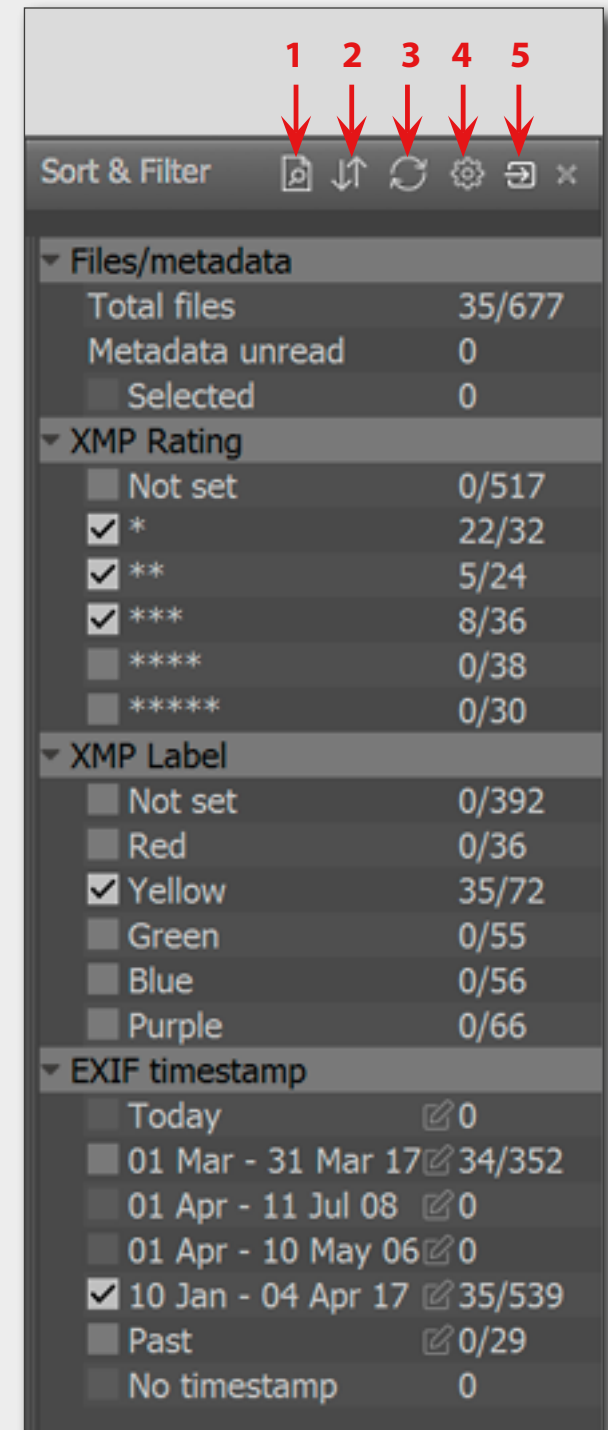 1 2 3 4 5
Sort & Filter
Files/metadata
Total files 35/677
Metadata unread 0
Selected 0
XMP Rating
Not set 0/517
* 22/32
** 5/24
*** 8/36
**** 0/38
***** 0/30
XMP Label
Not set 0/392
Red 0/36
Yellow 35/72
Green 0/55
Blue 0/56
Purple 0/66
EXIF timestamp
Today 0
01 Mar - 31 Mar 17 34/352
01 Apr - 11 Jul 08 0
01 Apr - 10 May 06 0
10 Jan - 04 Apr 17 35/539
Past 0/29
No timestamp 0